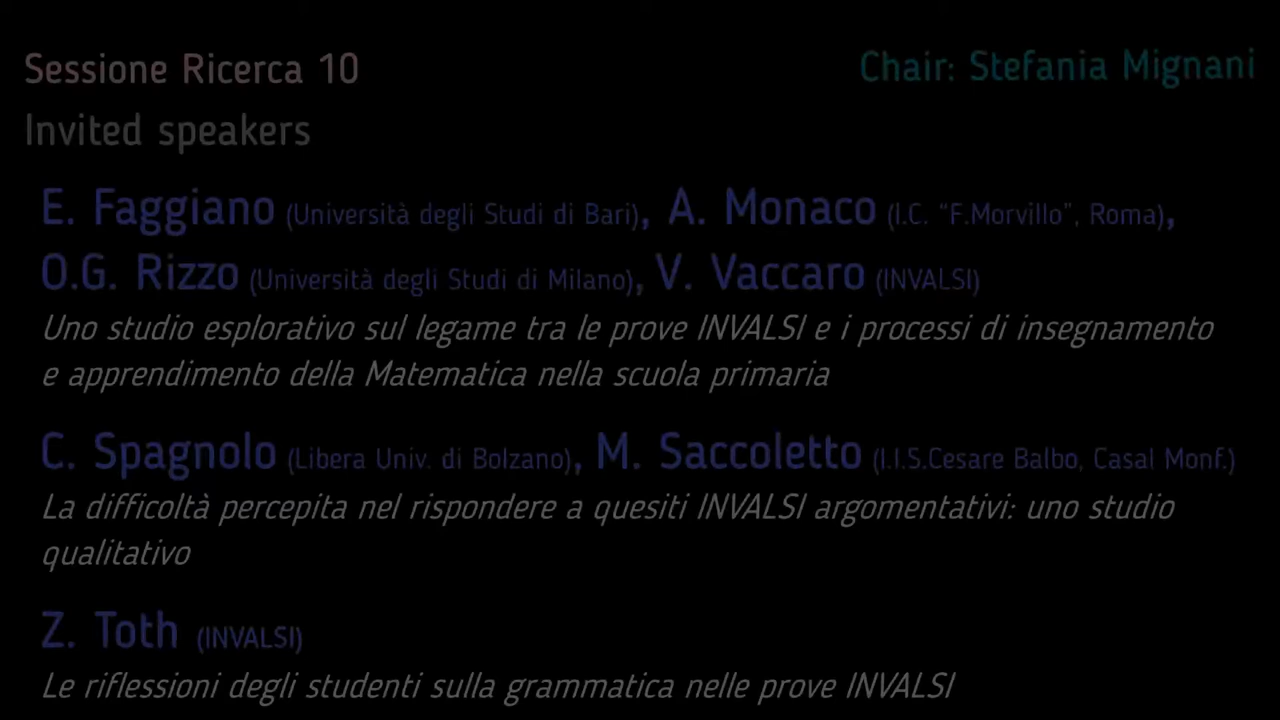 Sessione Ricerca 10
Chair: Stefania Mignani
Invited speakers
E. Faggiano (Università degli Studi di Bari), A. Monaco (I.C. “F.Morvillo”, Roma),
O.G. Rizzo (Università degli Studi di Milano), V. Vaccaro (INVALSI)
Uno studio esplorativo sul legame tra le prove INVALSI e i processi di insegnamento
e apprendimento della Matematica nella scuola primaria
C. Spagnolo (Libera Univ. di Bolzano), M. Saccoletto (I.I.S.Cesare Balbo, Casal Monf.)
La difficoltà percepita nel rispondere a quesiti INVALSI argomentativi: uno studio
qualitativo
Z. Toth (INVALSI)
Le riflessioni degli studenti sulla grammatica nelle prove INVALSI